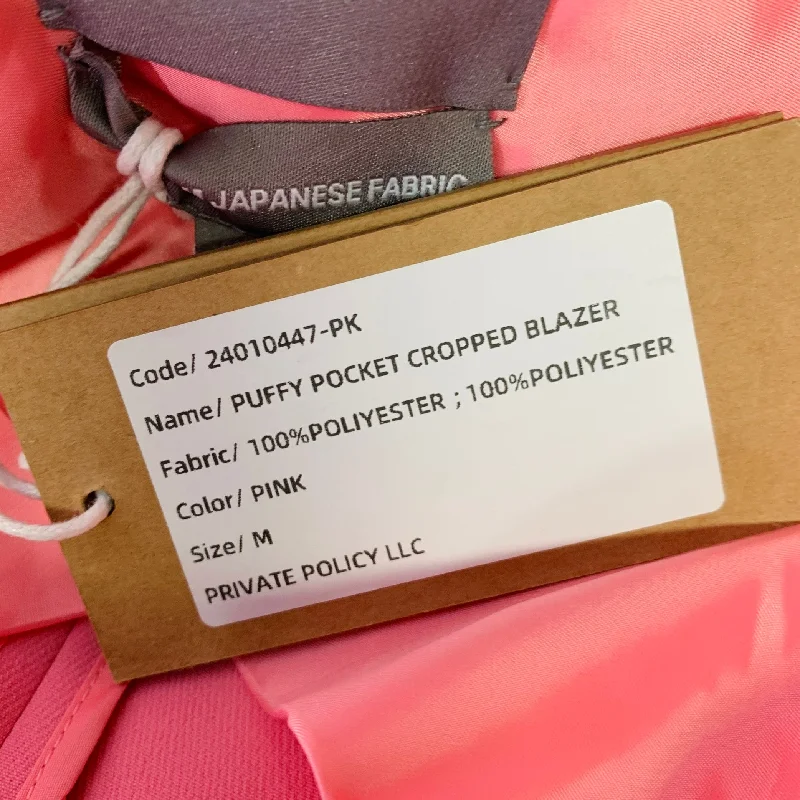 JAPANESE FABRIC
Code/ 24010447-PK
Name/ PUFFY POCKET CROPPED BLAZER
Fabric/ 100%POLIYESTER ; 100%POLIYESTER
Color/ PINK
Size/ M
PRIVATE POLICY LLC